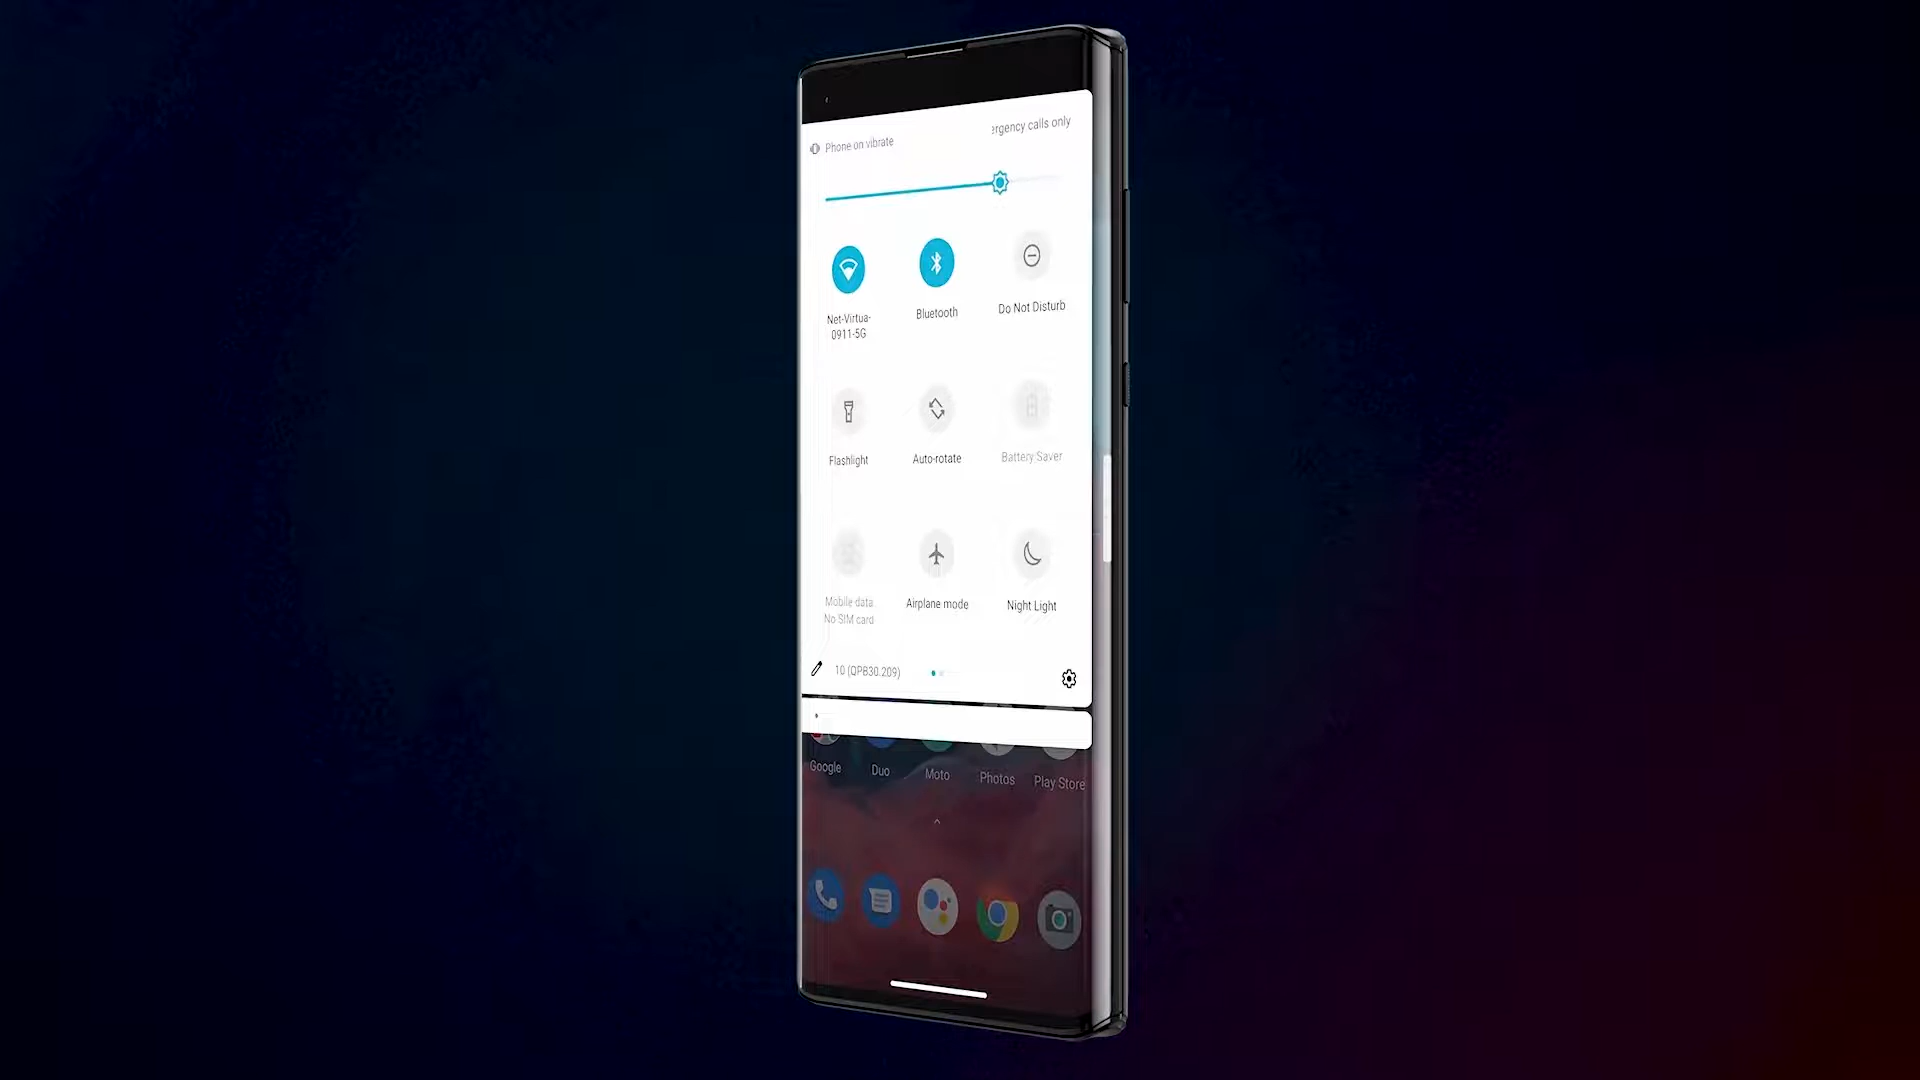 Phone on vibrate
ergency calls only
Net-Virtua-
0911-5G
Bluetooth
Do Not Disturb
Flashlight
Auto-rotate
Battery Saver
Mobile data
No SIM card
Airplane mode
Night Light
10 (QPB30.209)
Google
Duo
Moto
Photos
Play Store